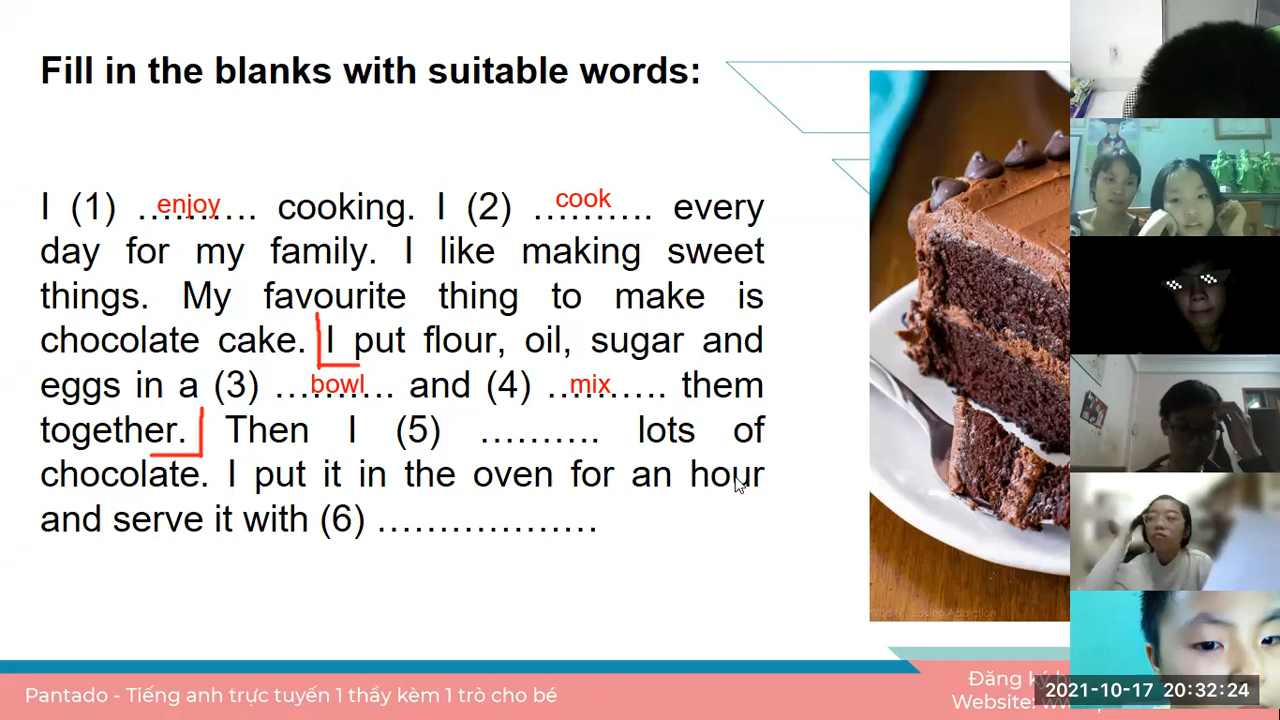 Fill in the blanks with suitable words:
I (1) …enjoy……. cooking. I (2) …cook……. every
day for my family. I like making sweet
things. My favourite thing to make is
chocolate cake. I put flour, oil, sugar and
eggs in a (3) …bowl……. and (4) …mix……. them
together. Then I (5) ………. lots of
chocolate. I put it in the oven for an hour
and serve it with (6) ………………
Pantado - Tiếng anh trực tuyến 1 thầy kèm 1 trò cho bé
Đăng ký
Website:
2021-10-17 20:32:24